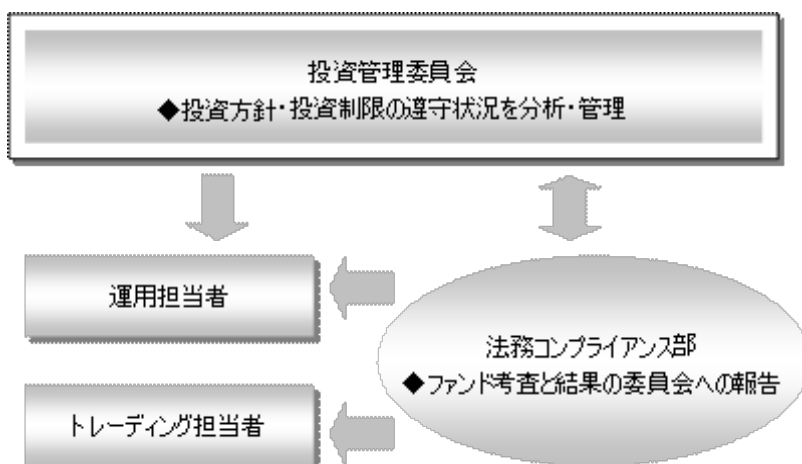 投資管理委員会
◆投資方針・投資制限の遵守状況を分析・管理
運用担当者
法務コンプライアンス部
◆ファンド考査と結果の委員会への報告
トレーディング担当者